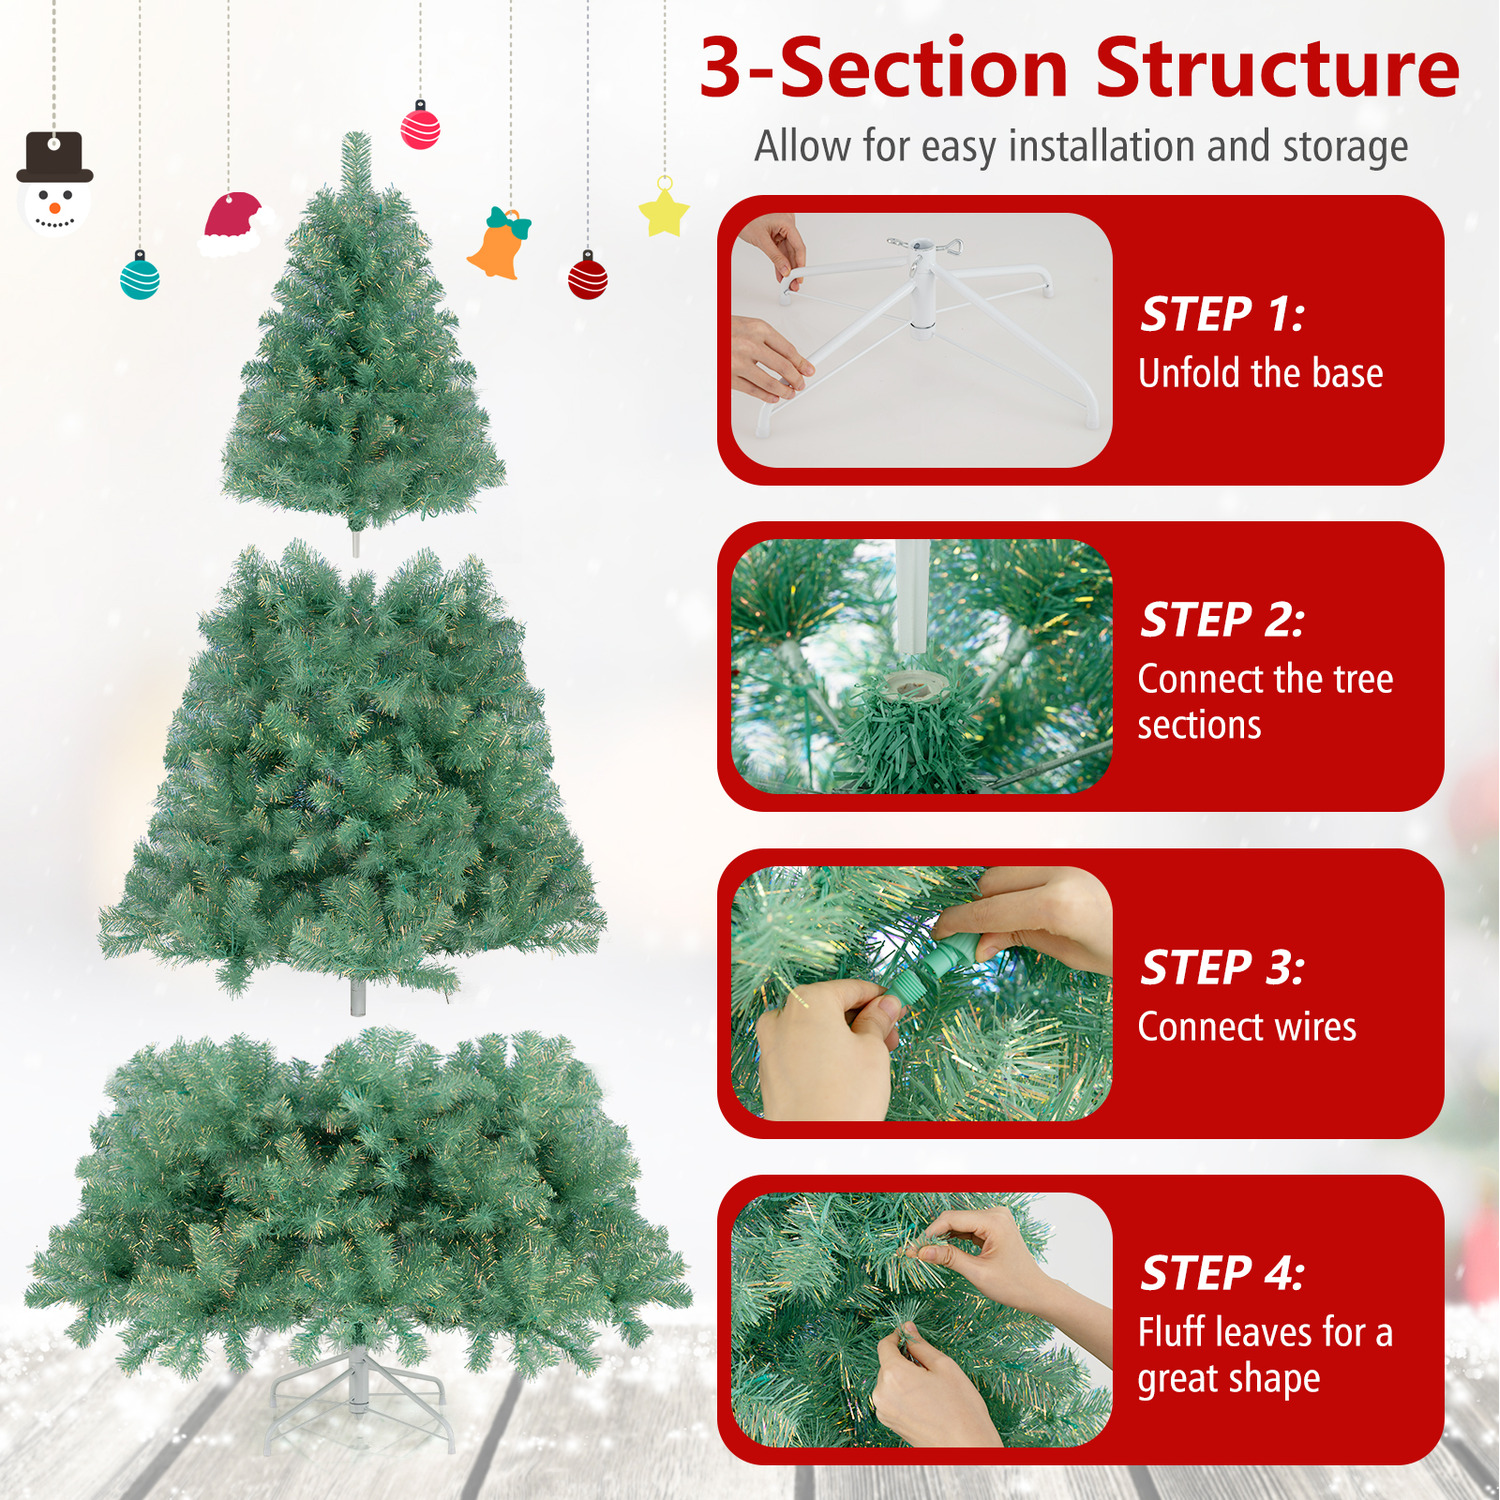 3-Section Structure
Allow for easy installation and storage
STEP 1:
Unfold the base
STEP 2:
Connect the tree
sections
STEP 3:
Connect wires
STEP 4:
Fluff leaves for a
great shape